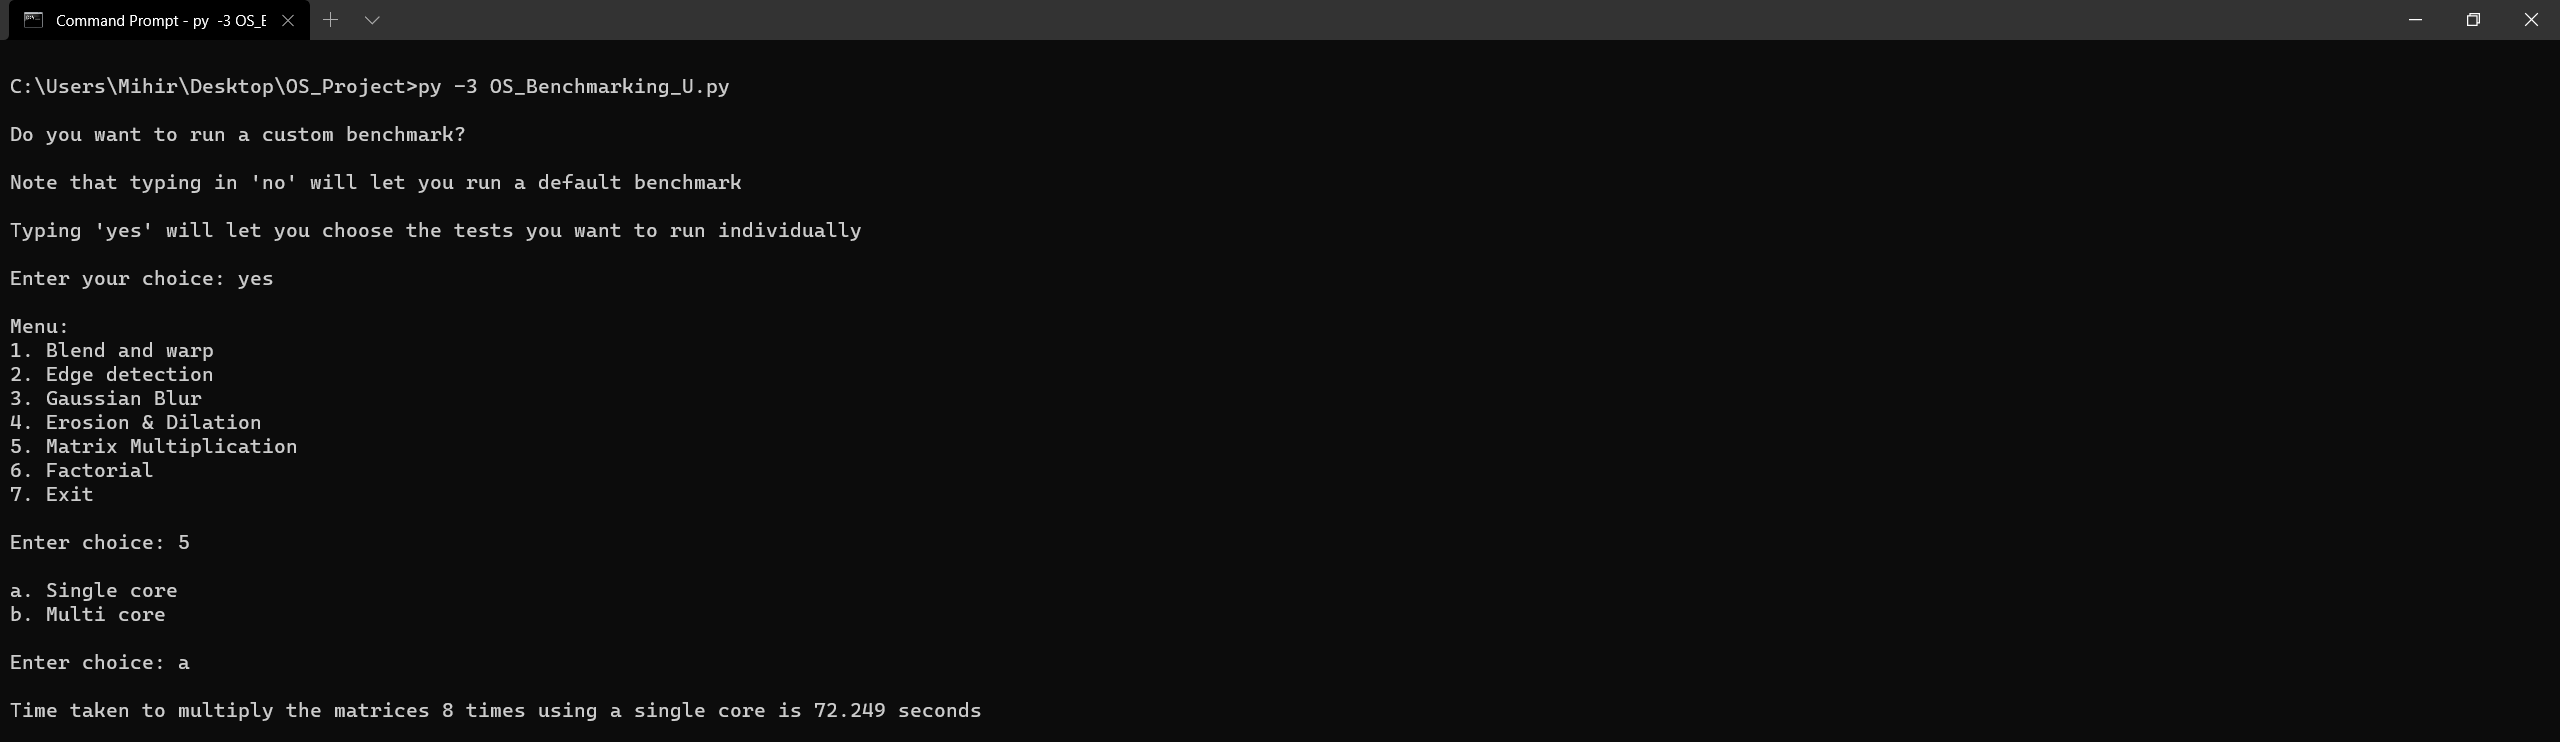 Command Prompt - py -3 OS_E
C:\Users\Mihir\Desktop\OS_Project>py -3 OS_Benchmarking_U.py
Do you want to run a custom benchmark?
Note that typing in 'no' will let you run a default benchmark
Typing 'yes' will let you choose the tests you want to run individually
Enter your choice: yes
Menu:
1. Blend and warp
2. Edge detection
3. Gaussian Blur
4. Erosion & Dilation
5. Matrix Multiplication
6. Factorial
7. Exit
Enter choice: 5
a. Single core
b. Multi core
Enter choice: a
Time taken to multiply the matrices 8 times using a single core is 72.249 seconds